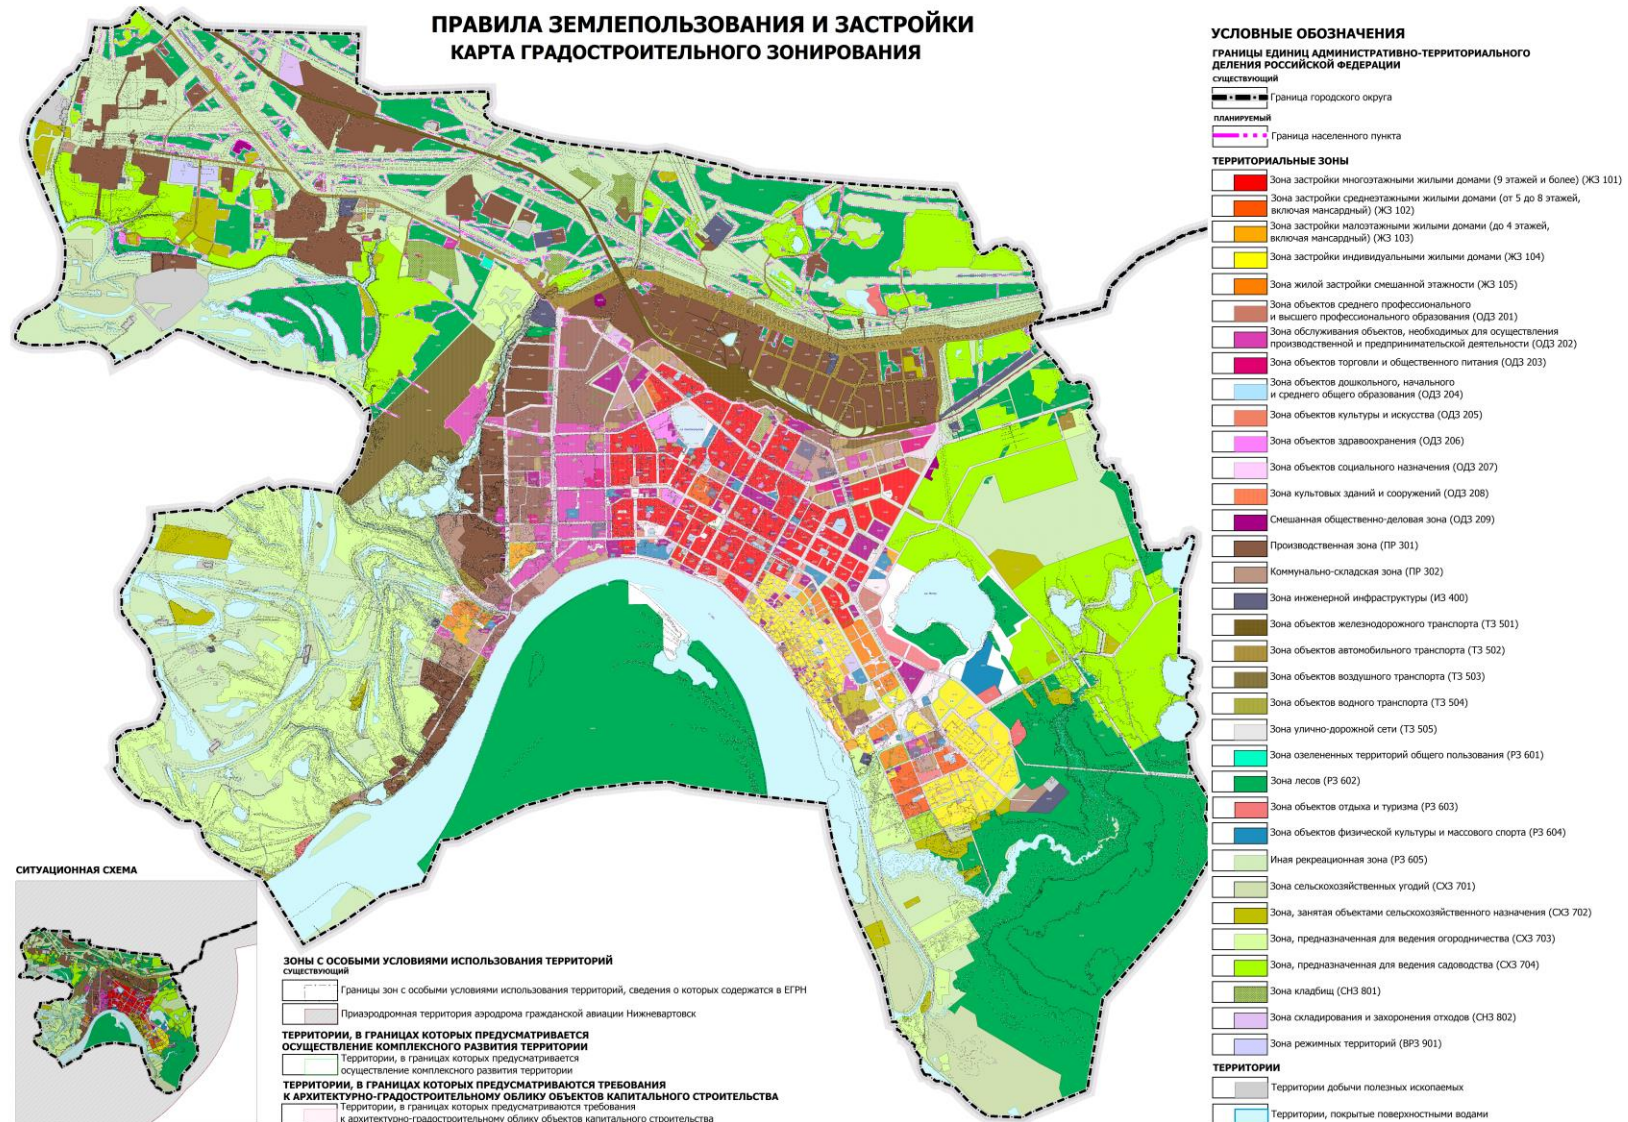 ПРАВИЛА ЗЕМЛЕПОЛЬЗОВАНИЯ И ЗАСТРОЙКИ
КАРТА ГРАДОСТРОИТЕЛЬНОГО ЗОНИРОВАНИЯ
УСЛОВНЫЕ ОБОЗНАЧЕНИЯ
ГРАНИЦЫ ЕДИНИЦ АДМИНИСТРАТИВНО-ТЕРРИТОРИАЛЬНОГО
ДЕЛЕНИЯ РОССИЙСКОЙ ФЕДЕРАЦИИ
СУЩЕСТВУЮЩИЙ
Граница городского округа
ПЛАНИРУЕМЫЙ
Граница населенного пункта
ТЕРРИТОРИАЛЬНЫЕ ЗОНЫ
Зона застройки многоэтажными жилыми домами (9 этажей и более) (ЖЗ 101)
Зона застройки среднеэтажными жилыми домами (от 5 до 8 этажей,
включая мансардный) (ЖЗ 102)
Зона застройки малоэтажными жилыми домами (до 4 этажей,
включая мансардный) (ЖЗ 103)
Зона застройки индивидуальными жилыми домами (ЖЗ 104)
Зона жилой застройки смешанной этажности (ЖЗ 105)
Зона объектов среднего профессионального
и высшего профессионального образования (ОДЗ 201)
Зона обслуживания объектов, необходимых для осуществления
производственной и предпринимательской деятельности (ОДЗ 202)
Зона объектов торговли и общественного питания (ОДЗ 203)
Зона объектов дошкольного, начального
и среднего общего образования (ОДЗ 204)
Зона объектов культуры и искусства (ОДЗ 205)
Зона объектов здравоохранения (ОДЗ 206)
Зона объектов социального назначения (ОДЗ 207)
Зона культовых зданий и сооружений (ОДЗ 208)
Смешанная общественно-деловая зона (ОДЗ 209)
Производственная зона (ПР 301)
Коммунально-складская зона (ПР 302)
Зона инженерной инфраструктуры (ИЗ 400)
Зона объектов железнодорожного транспорта (ТЗ 501)
Зона объектов автомобильного транспорта (ТЗ 502)
Зона объектов воздушного транспорта (ТЗ 503)
Зона объектов водного транспорта (ТЗ 504)
Зона улично-дорожной сети (ТЗ 505)
Зона озелененных территорий общего пользования (РЗ 601)
Зона лесов (РЗ 602)
Зона объектов отдыха и туризма (РЗ 603)
Зона объектов физической культуры и массового спорта (РЗ 604)
Иная рекреационная зона (РЗ 605)
Зона сельскохозяйственных угодий (СХЗ 701)
Зона, занятая объектами сельскохозяйственного назначения (СХЗ 702)
Зона, предназначенная для ведения огородничества (СХЗ 703)
Зона, предназначенная для ведения садоводства (СХЗ 704)
Зона кладбищ (СНЗ 801)
Зона складирования и захоронения отходов (СНЗ 802)
Зона режимных территорий (ВРЗ 901)
ТЕРРИТОРИИ
Территории добычи полезных ископаемых
Территории, покрытые поверхностными водами
СИТУАЦИОННАЯ СХЕМА
ЗОНЫ С ОСОБЫМИ УСЛОВИЯМИ ИСПОЛЬЗОВАНИЯ ТЕРРИТОРИЙ
СУЩЕСТВУЮЩИЙ
Границы зон с особыми условиями использования территорий, сведения о которых содержатся в ЕГРН
Приаэродромная территория аэродрома гражданской авиации Нижневартовск
ТЕРРИТОРИИ, В ГРАНИЦАХ КОТОРЫХ ПРЕДУСМАТРИВАЕТСЯ
ОСУЩЕСТВЛЕНИЕ КОМПЛЕКСНОГО РАЗВИТИЯ ТЕРРИТОРИИ
Территории, в границах которых предусматривается
осуществление комплексного развития территории
ТЕРРИТОРИИ, В ГРАНИЦАХ КОТОРЫХ ПРЕДУСМАТРИВАЮТСЯ ТРЕБОВАНИЯ
К АРХИТЕКТУРНО-ГРАДОСТРОИТЕЛЬНОМУ ОБЛИКУ ОБЪЕКТОВ КАПИТАЛЬНОГО СТРОИТЕЛЬСТВА
Территории, в границах которых предусматриваются требования
к архитектурно-градостроительному облику объектов капитального строительства